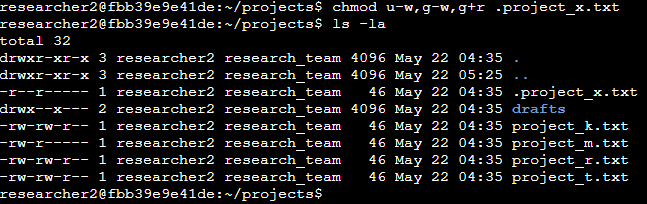 researcher2@fbb39e9e41de:~/projects$ chmod u-w,g-w,g+r .project_x.txt
researcher2@fbb39e9e41de:~/projects$ ls -la
total 32
drwxr-xr-x 3 researcher2 research_team 4096 May 22 04:35 .
drwxr-xr-x 3 researcher2 research_team 4096 May 22 05:25 ..
-r--r----- 1 researcher2 research_team   46 May 22 04:35 .project_x.txt
drwx--x--- 2 researcher2 research_team 4096 May 22 04:35 drafts
-rw-rw-r-- 1 researcher2 research_team   46 May 22 04:35 project_k.txt
-rw-r----- 1 researcher2 research_team   46 May 22 04:35 project_m.txt
-rw-rw-r-- 1 researcher2 research_team   46 May 22 04:35 project_r.txt
-rw-rw-r-- 1 researcher2 research_team   46 May 22 04:35 project_t.txt
researcher2@fbb39e9e41de:~/projects$